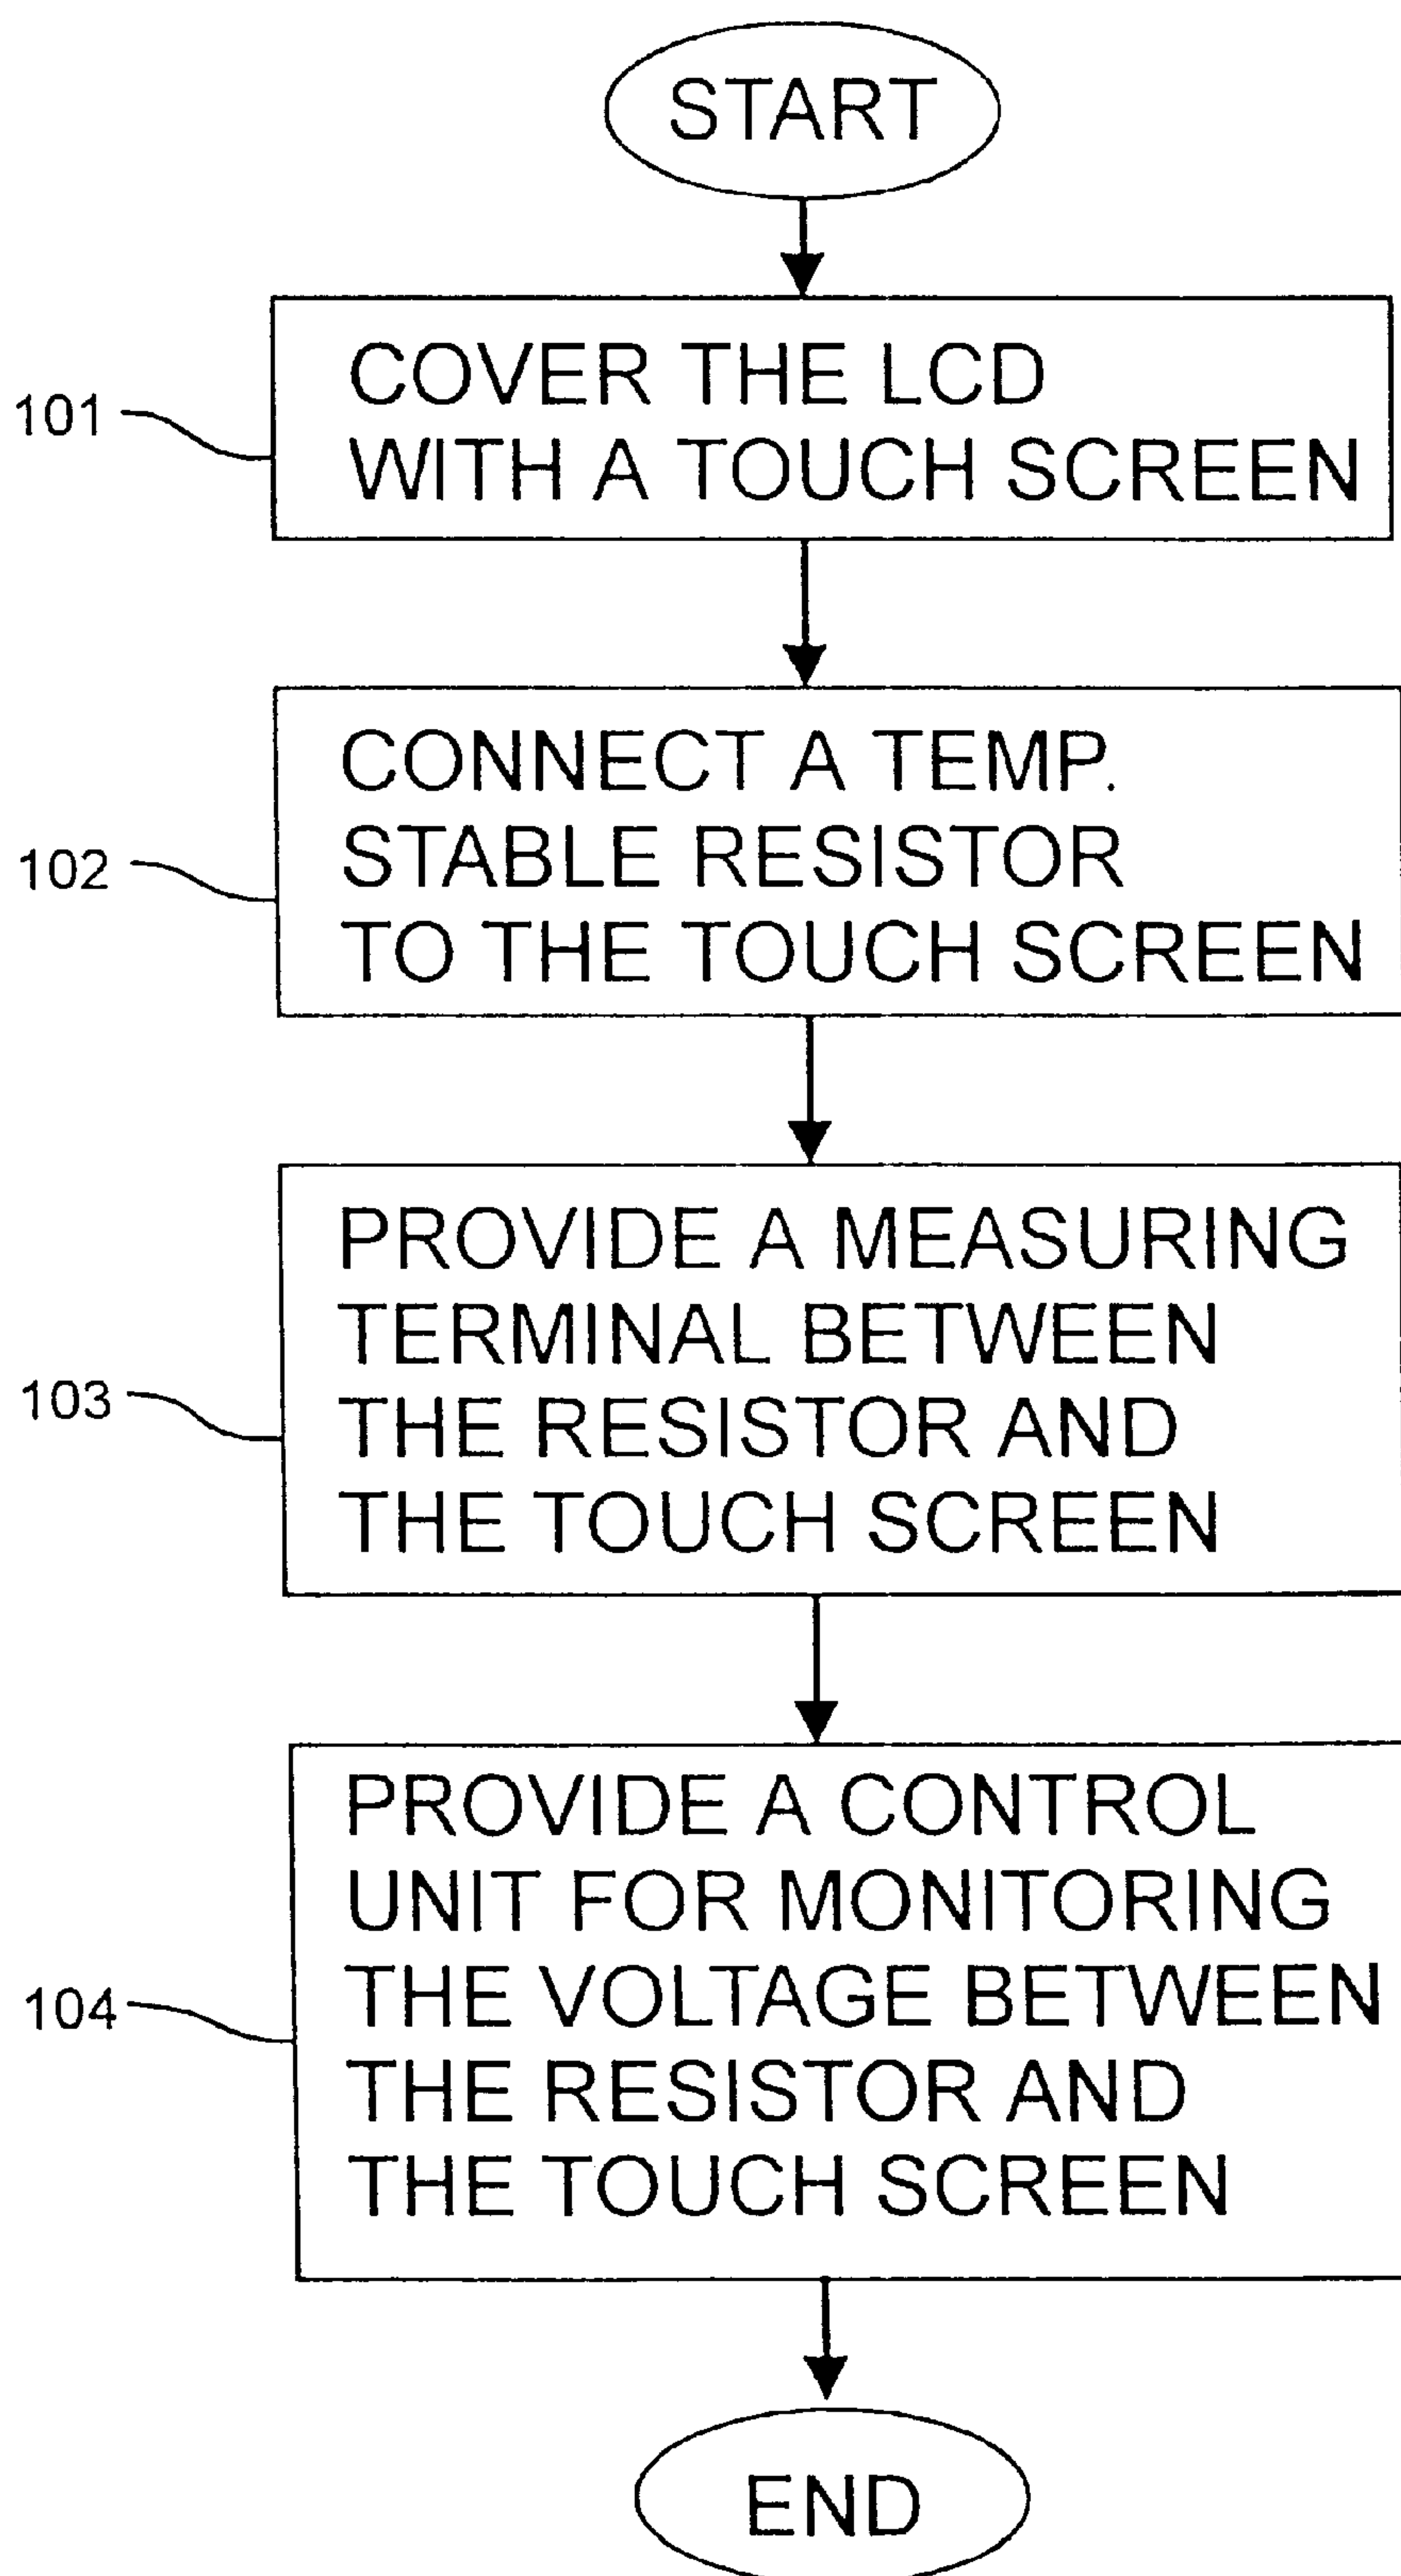 START
101
COVER THE LCD
WITH A TOUCH SCREEN
102
CONNECT A TEMP.
STABLE RESISTOR
TO THE TOUCH SCREEN
103
PROVIDE A MEASURING
TERMINAL BETWEEN
THE RESISTOR AND
THE TOUCH SCREEN
104
PROVIDE A CONTROL
UNIT FOR MONITORING
THE VOLTAGE BETWEEN
THE RESISTOR AND
THE TOUCH SCREEN
END